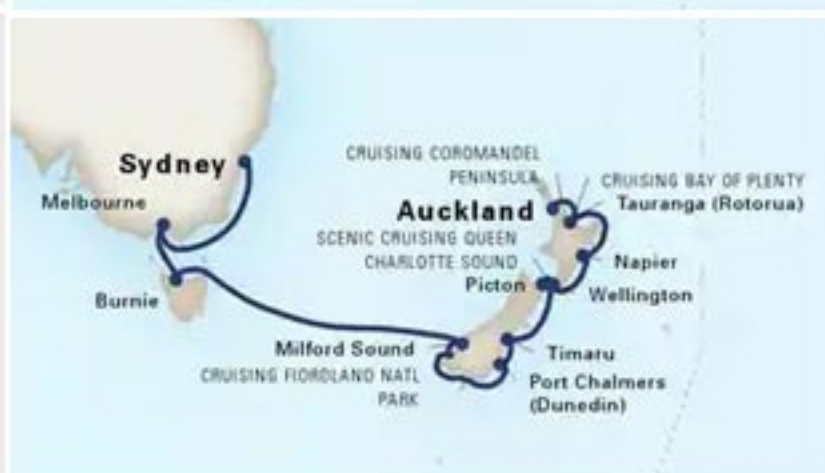 Sydney
Melbourne
Burnie
CRUISING COROMANDEL
PENINSULA
CRUISING BAY OF PLENTY
Tauranga (Rotorua)
Auckland
SCENIC CRUISING QUEEN
CHARLOTTE SOUND
Picton
Napier
Wellington
Milford Sound
CRUISING FIORDLAND NATL
PARK
Timaru
Port Chalmers
(Dunedin)